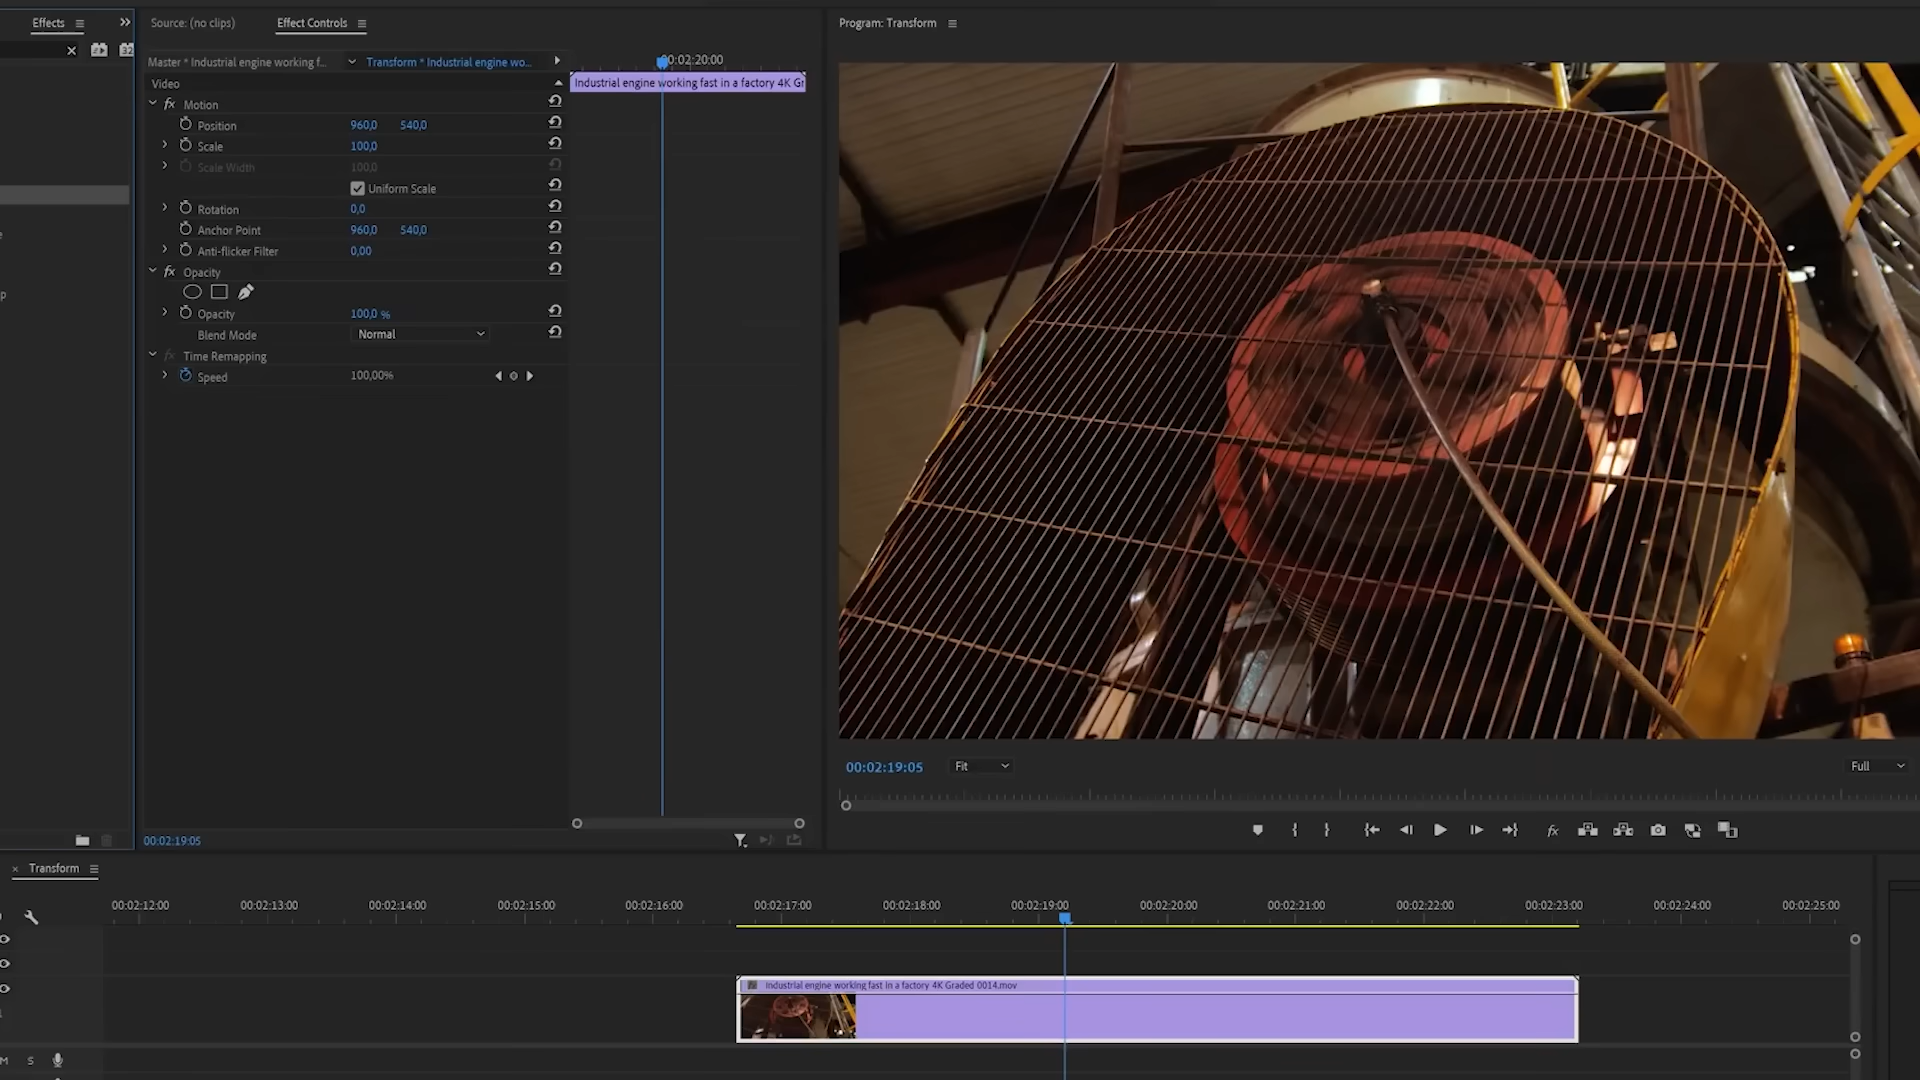 Effects
Source: (no clips)
Effect Controls
Program: Transform
32
Master * Industrial engine working f...
Transform * Industrial engine wo...
00:02:20:00
Video
Industrial engine working fast in a factory 4K Gr
fx Motion
Position 960,0 540,0
Scale 100,0
Scale Width 100,0
Uniform Scale
Rotation 0,0
Anchor Point 960,0 540,0
Anti-flicker Filter 0,00
fx Opacity
Opacity 100,0 %
Blend Mode Normal
fx Time Remapping
Speed 100,00%
00:02:19:05 Fit Full
fx
00:02:19:05
× Transform
00:02:12:00 00:02:13:00 00:02:14:00 00:02:15:00 00:02:16:00 00:02:17:00 00:02:18:00 00:02:19:00 00:02:20:00 00:02:21:00 00:02:22:00 00:02:23:00 00:02:24:00 00:02:25:00
Industrial engine working fast in a factory 4K Graded 0014.mov
M S